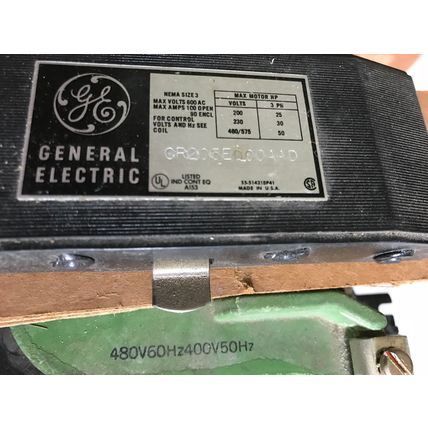 GE
GENERAL
ELECTRIC
NEMA SIZE 3
MAX VOLTS 600 AC
MAX AMPS 100 OPEN
90 ENCL
FOR CONTROL
VOLTS AND Hz SEE
COIL
MAX MOTOR HP
VOLTS 3 PH
200 25
230 30
460/575 50
UL
LISTED
IND CONT EQ
A153
MADE IN U.S.A.
480V60Hz400V50Hz